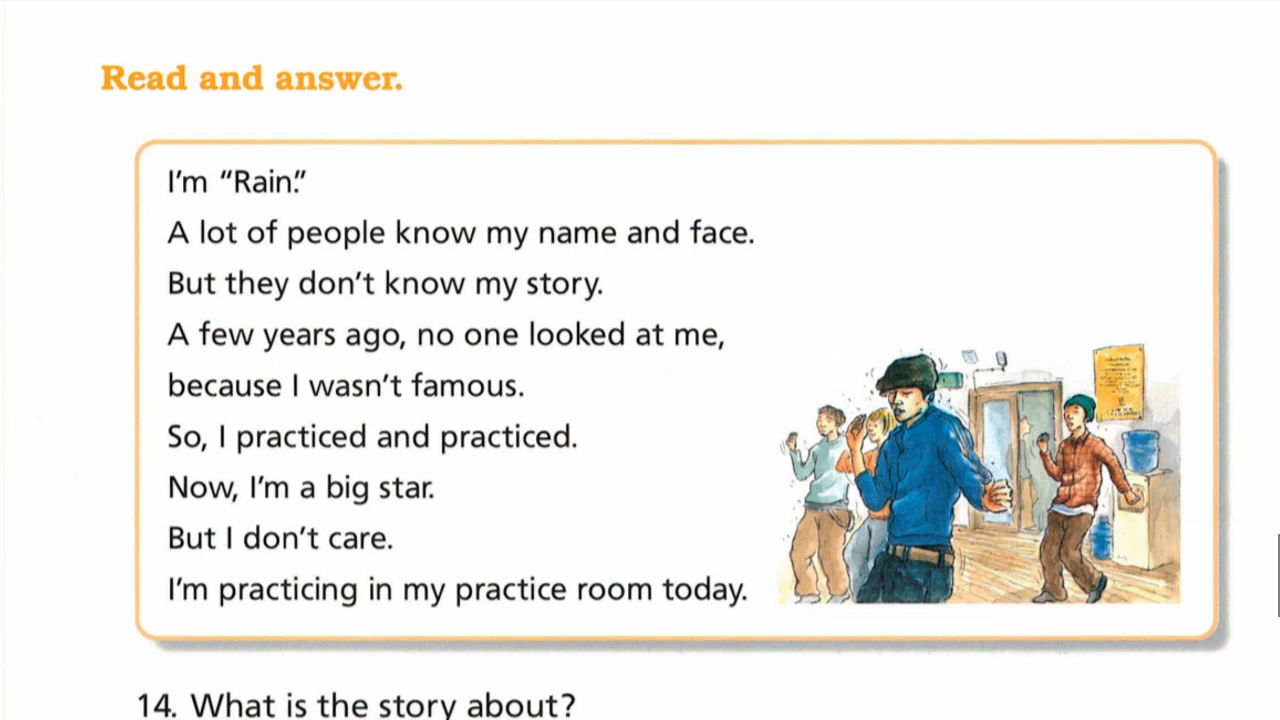 Read and answer.
I'm "Rain."
A lot of people know my name and face.
But they don't know my story.
A few years ago, no one looked at me,
because I wasn't famous.
So, I practiced and practiced.
Now, I'm a big star.
But I don't care.
I'm practicing in my practice room today.
14. What is the story about?